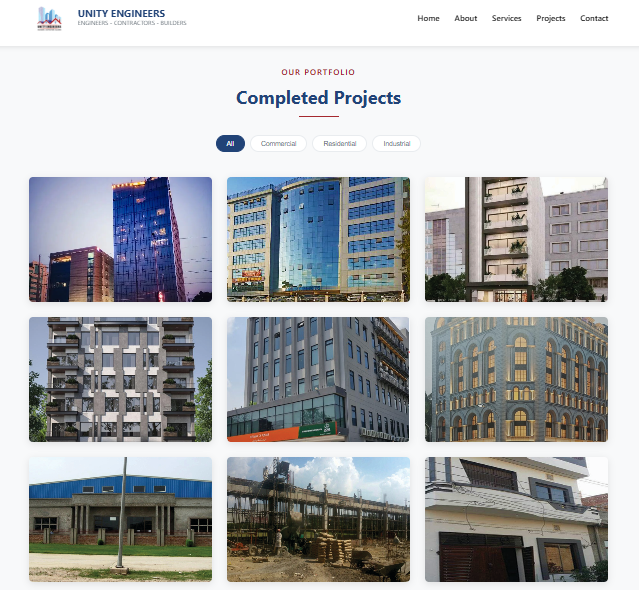 UNITY ENGINEERS
ENGINEERS - CONTRACTORS - BUILDERS
Home
About
Services
Projects
Contact
OUR PORTFOLIO
Completed Projects
All
Commercial
Residential
Industrial